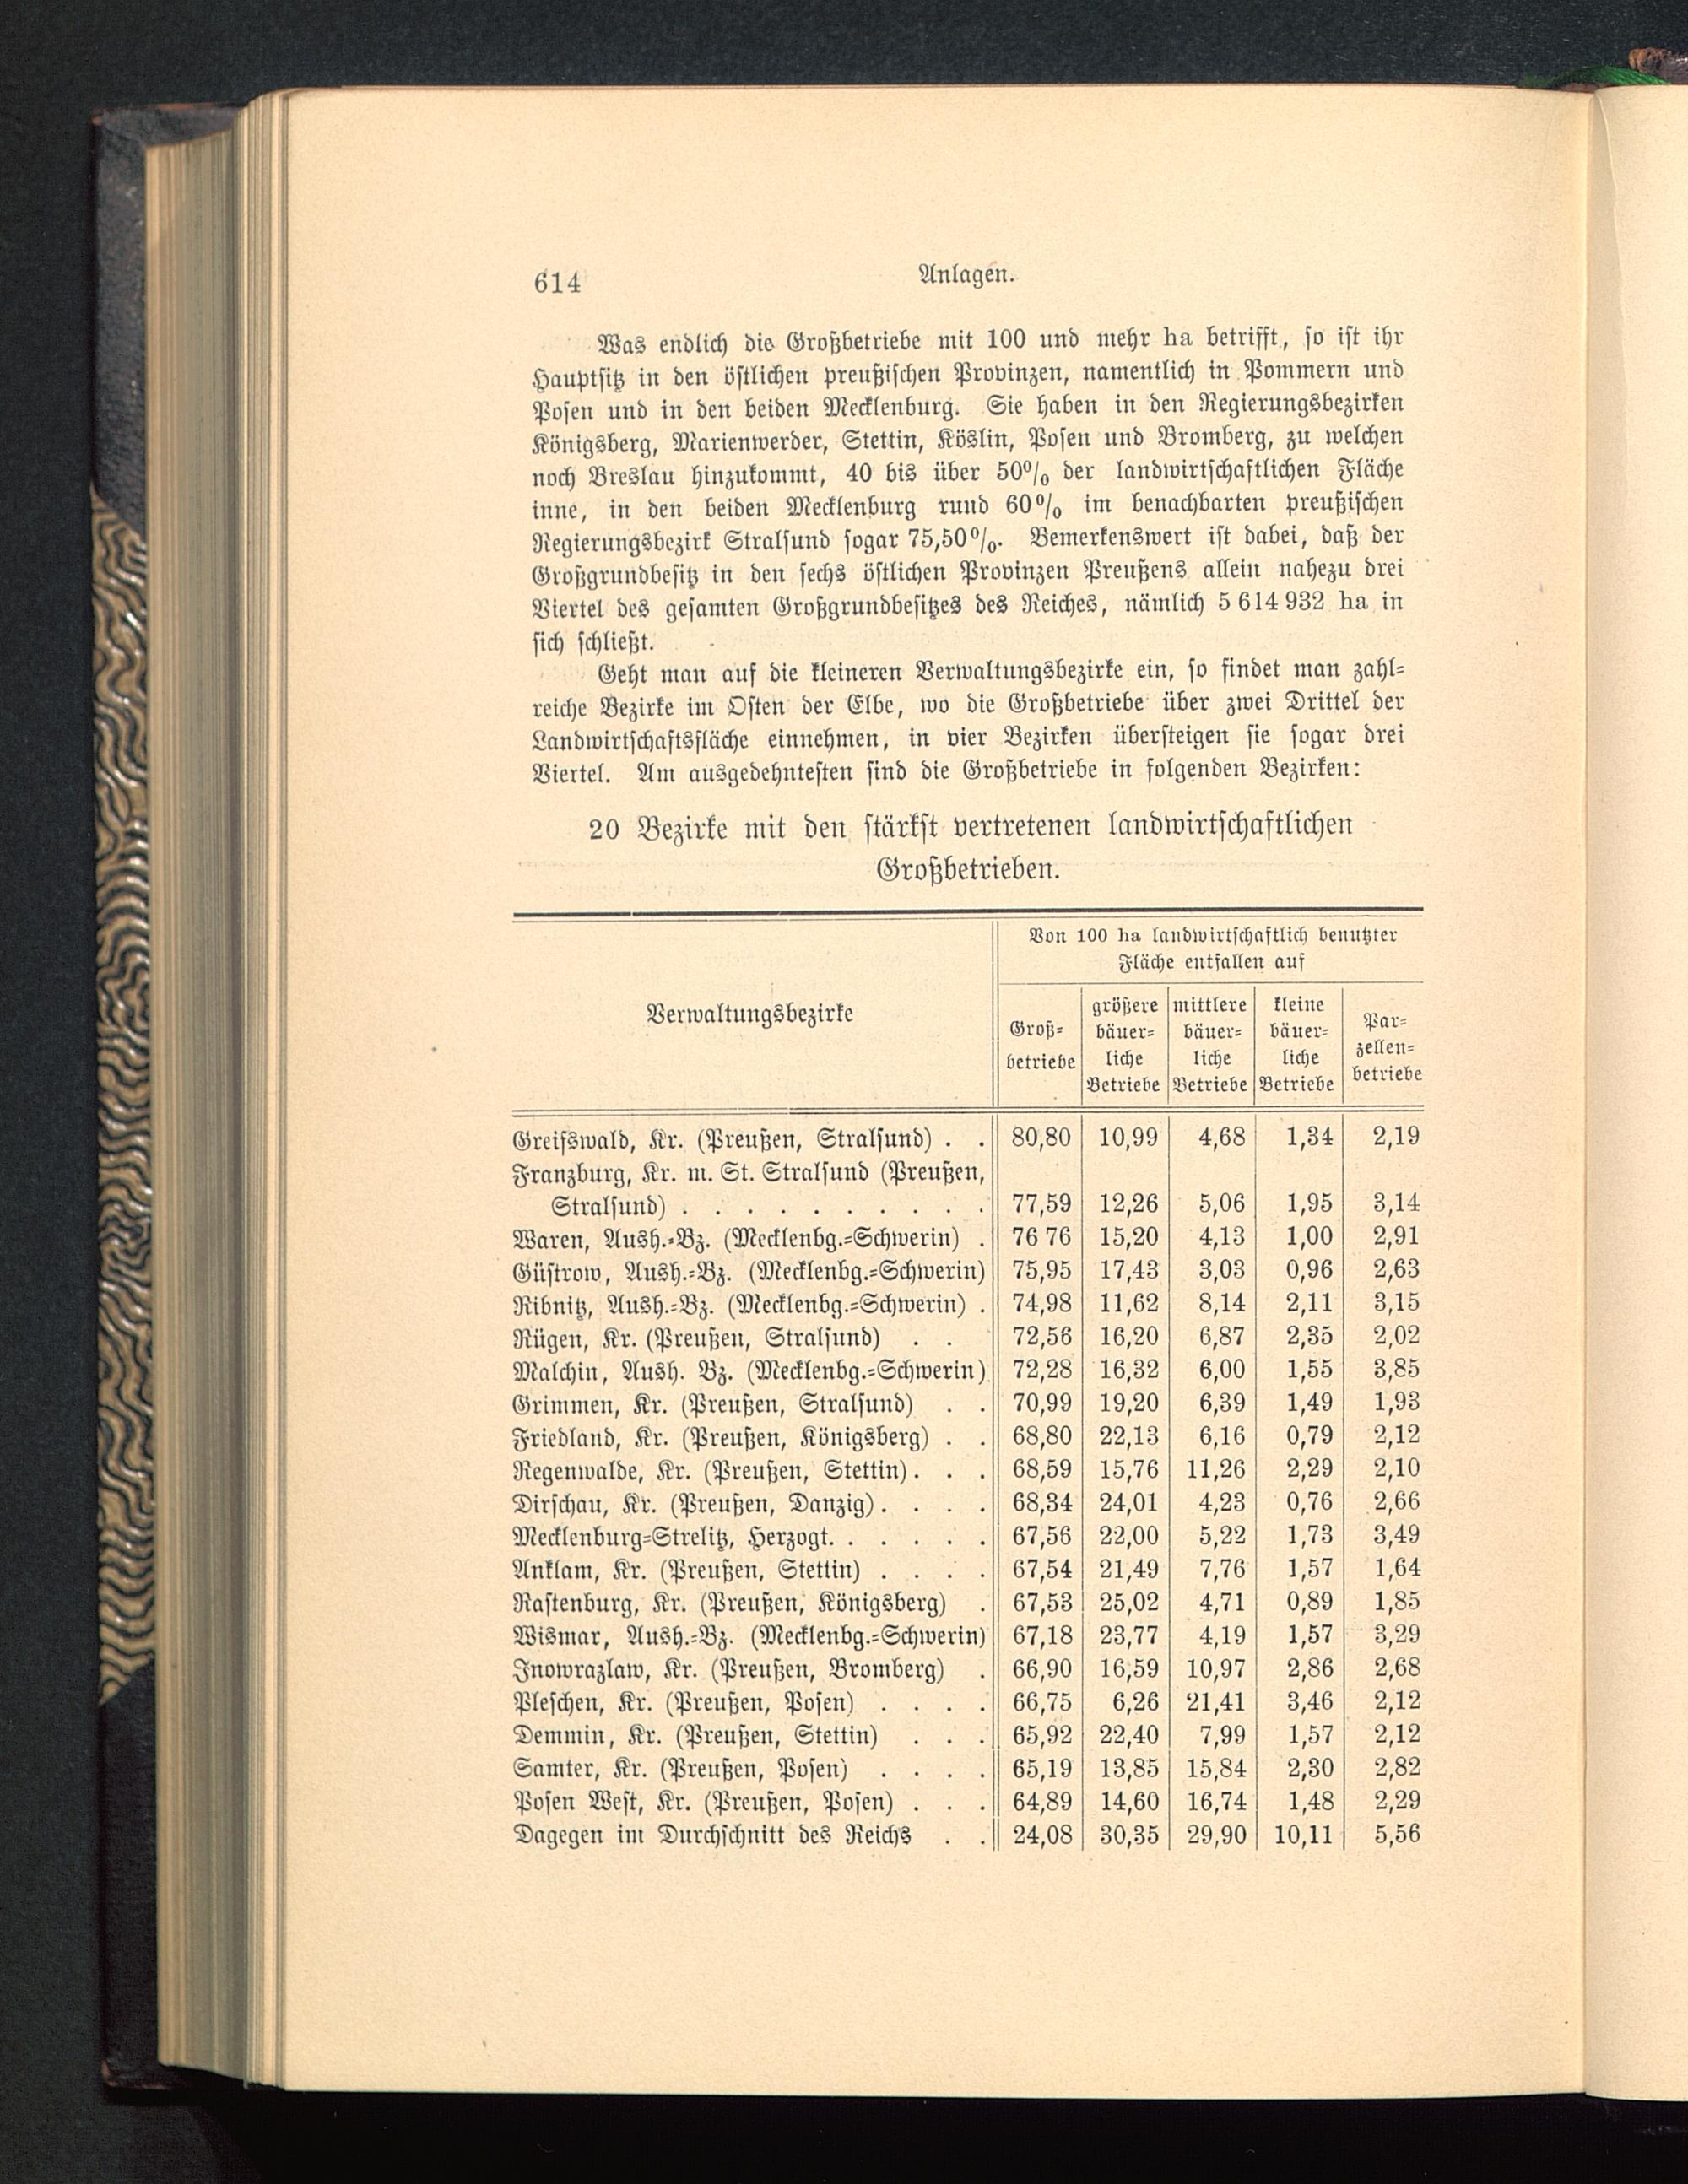 614
Anlagen.
Was endlich die Großbetriebe mit 100 und mehr ha betrifft, so ist ihr
Hauptsitz in den östlichen preußischen Provinzen, namentlich in Pommern und
Posen und in den beiden Mecklenburg. Sie haben in den Regierungsbezirken
Königsberg, Marienwerder, Stettin, Köslin, Posen und Bromberg, zu welchen
noch Breslau hinzukommt, 40 bis über 50% der landwirtschaftlichen Fläche
inne, in den beiden Mecklenburg rund 60% im benachbarten preußischen
Regierungsbezirk Stralsund sogar 75,50%. Bemerkenswert ist dabei, daß der
Großgrundbesitz in den sechs östlichen Provinzen Preußens allein nahezu drei
Viertel des gesamten Großgrundbesitzes des Reiches, nämlich 5 614 932 ha in
sich schließt.
Geht man auf die kleineren Verwaltungsbezirke ein, so findet man zahl-
reiche Bezirke im Osten der Elbe, wo die Großbetriebe über zwei Drittel der
Landwirtschaftsfläche einnehmen, in vier Bezirken übersteigen sie sogar drei
Viertel. Am ausgedehntesten sind die Großbetriebe in folgenden Bezirken:
20 Bezirke mit den stärkst vertretenen landwirtschaftlichen
Großbetrieben.
Verwaltungsbezirke
Von 100 ha landwirtschaftlich benutzter
Fläche entfallen auf
Groß-
betriebe
größere
bäuer-
liche
Betriebe
mittlere
bäuer-
liche
Betriebe
kleine
bäuer-
liche
Betriebe
Par-
zellen-
betriebe
Greifswald, Kr. (Preußen, Stralsund) . . 80,80 10,99 4,68 1,34 2,19
Franzburg, Kr. m. St. Stralsund (Preußen,
Stralsund) . . . . . . . . . . 77,59 12,26 5,06 1,95 3,14
Waren, Aush.-Bz. (Mecklenbg.-Schwerin) . 76 76 15,20 4,13 1,00 2,91
Güstrow, Aush.-Bz. (Mecklenbg.-Schwerin) 75,95 17,43 3,03 0,96 2,63
Ribnitz, Aush.-Bz. (Mecklenbg.-Schwerin) . 74,98 11,62 8,14 2,11 3,15
Rügen, Kr. (Preußen, Stralsund) . . 72,56 16,20 6,87 2,35 2,02
Malchin, Aush. Bz. (Mecklenbg.-Schwerin) 72,28 16,32 6,00 1,55 3,85
Grimmen, Kr. (Preußen, Stralsund) . . 70,99 19,20 6,39 1,49 1,93
Friedland, Kr. (Preußen, Königsberg) . . 68,80 22,13 6,16 0,79 2,12
Regenwalde, Kr. (Preußen, Stettin) . . . 68,59 15,76 11,26 2,29 2,10
Dirschau, Kr. (Preußen, Danzig) . . . . 68,34 24,01 4,23 0,76 2,66
Mecklenburg-Strelitz, Herzogt. . . . . . 67,56 22,00 5,22 1,73 3,49
Anklam, Kr. (Preußen, Stettin) . . . . 67,54 21,49 7,76 1,57 1,64
Rastenburg, Kr. (Preußen, Königsberg) . 67,53 25,02 4,71 0,89 1,85
Wismar, Aush.-Bz. (Mecklenbg.-Schwerin) 67,18 23,77 4,19 1,57 3,29
Inowrazlaw, Kr. (Preußen, Bromberg) . 66,90 16,59 10,97 2,86 2,68
Pleschen, Kr. (Preußen, Posen) . . . . 66,75 6,26 21,41 3,46 2,12
Demmin, Kr. (Preußen, Stettin) . . . 65,92 22,40 7,99 1,57 2,12
Samter, Kr. (Preußen, Posen) . . . . 65,19 13,85 15,84 2,30 2,82
Posen West, Kr. (Preußen, Posen) . . . 64,89 14,60 16,74 1,48 2,29
Dagegen im Durchschnitt des Reichs . . 24,08 30,35 29,90 10,11 5,56